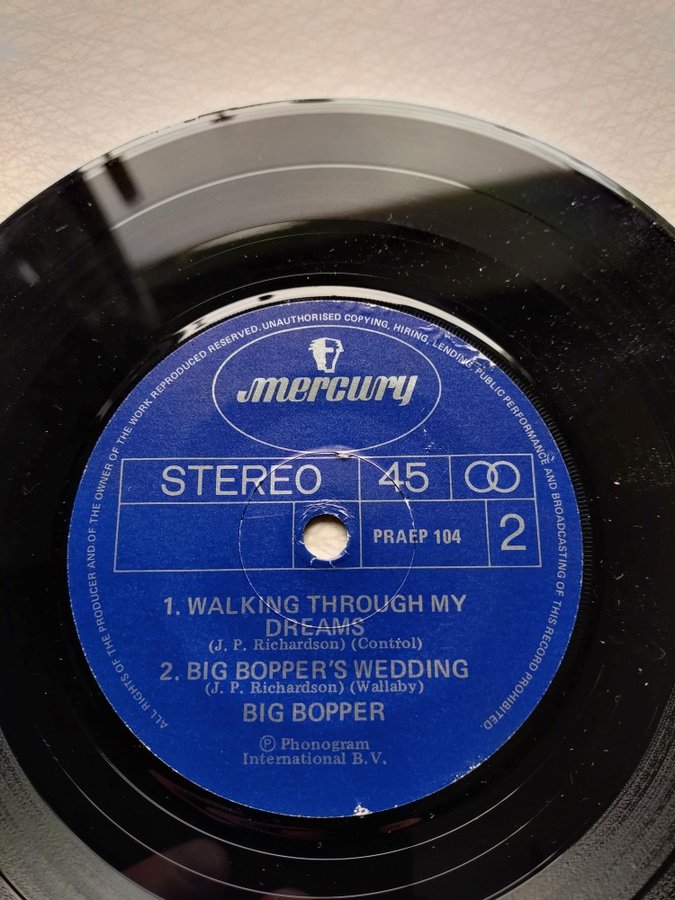 ALL RIGHTS OF THE PRODUCER AND OF THE OWNER OF THE WORK REPRODUCED RESERVED. UNAUTHORISED COPYING, HIRING, LENDING, PUBLIC PERFORMANCE AND BROADCASTING OF THIS RECORD PROHIBITED
mercury
STEREO 45
PRAEP 104 2
1. WALKING THROUGH MY
DREAMS
(J. P. Richardson) (Control)
2. BIG BOPPER'S WEDDING
(J. P. Richardson) (Wallaby)
BIG BOPPER
Ⓟ Phonogram
International B.V.